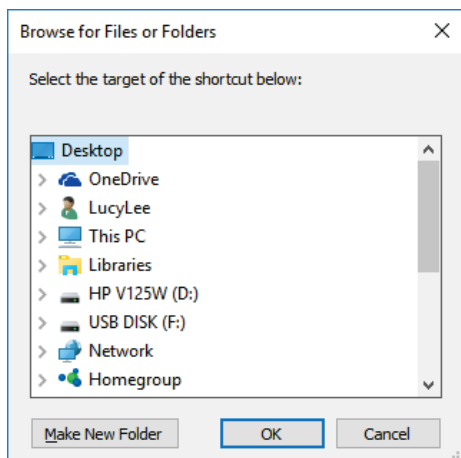 Browse for Files or Folders
Select the target of the shortcut below:
Desktop
OneDrive
LucyLee
This PC
Libraries
HP V125W (D:)
USB DISK (F:)
Network
Homegroup
Make New Folder
OK
Cancel